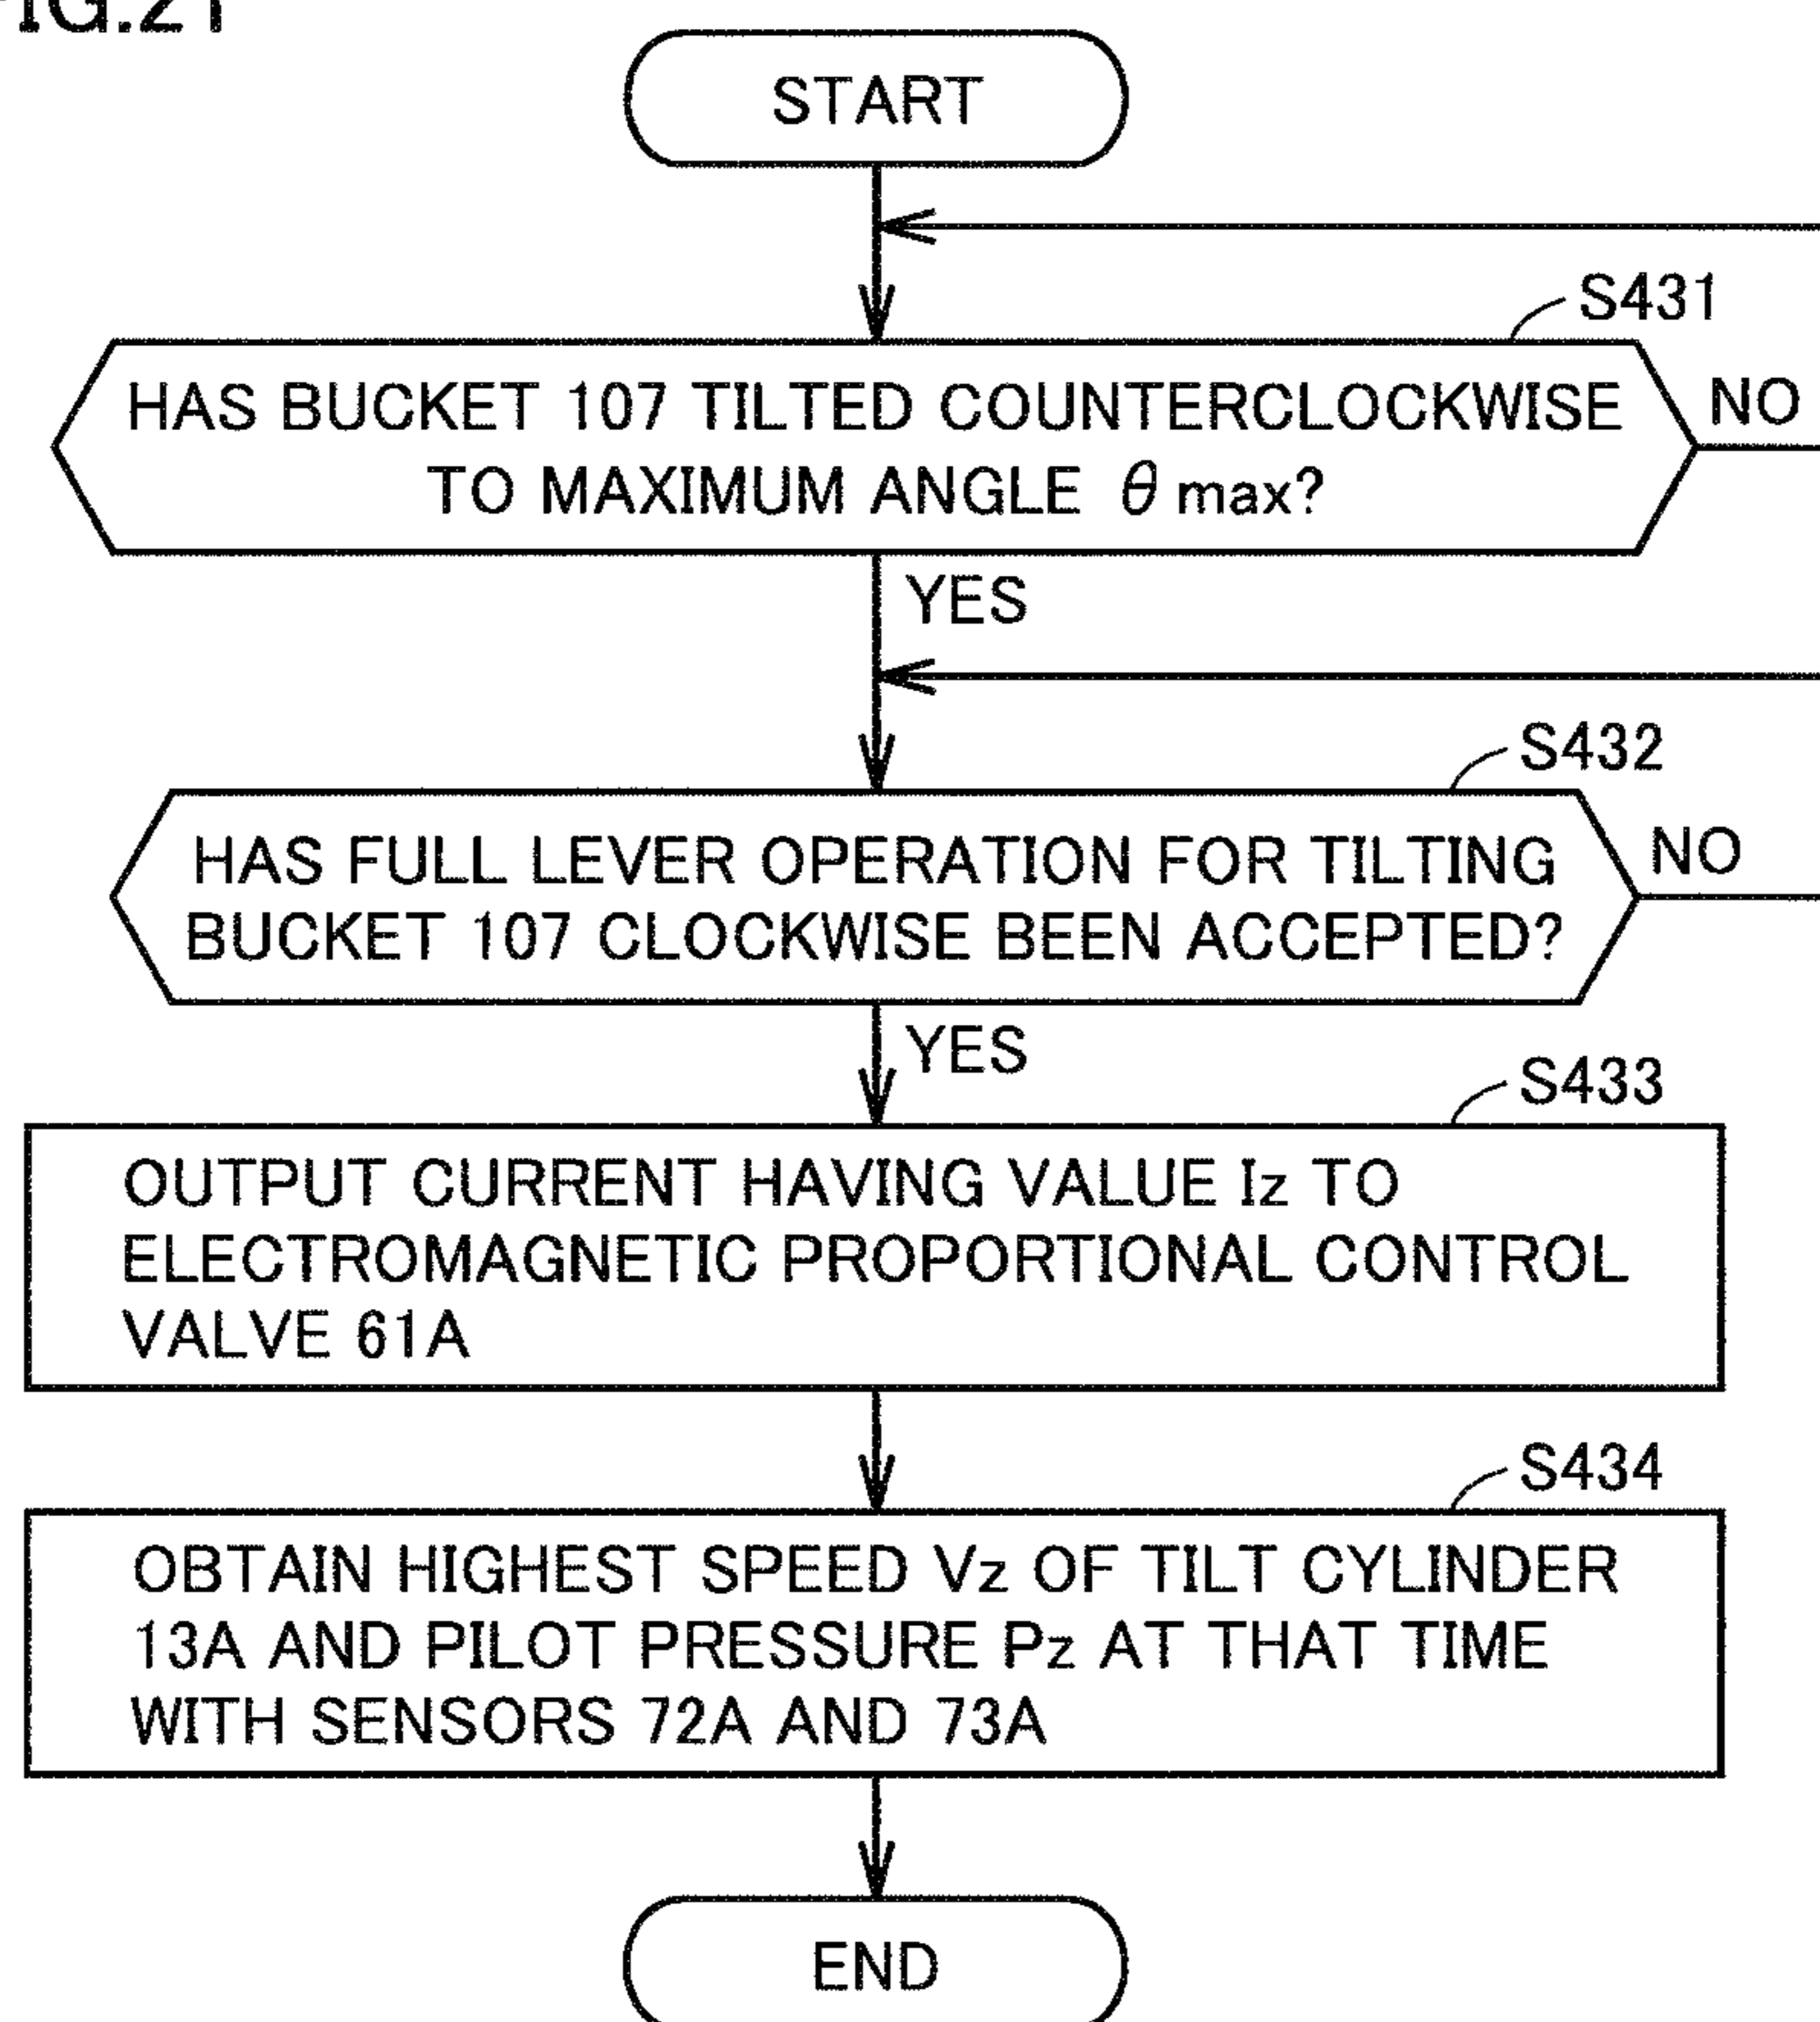 FIG.21
START
S431
HAS BUCKET 107 TILTED COUNTERCLOCKWISE
TO MAXIMUM ANGLE θ max?
NO
YES
S432
HAS FULL LEVER OPERATION FOR TILTING
BUCKET 107 CLOCKWISE BEEN ACCEPTED?
NO
YES
S433
OUTPUT CURRENT HAVING VALUE Iz TO
ELECTROMAGNETIC PROPORTIONAL CONTROL
VALVE 61A
S434
OBTAIN HIGHEST SPEED Vz OF TILT CYLINDER
13A AND PILOT PRESSURE Pz AT THAT TIME
WITH SENSORS 72A AND 73A
END